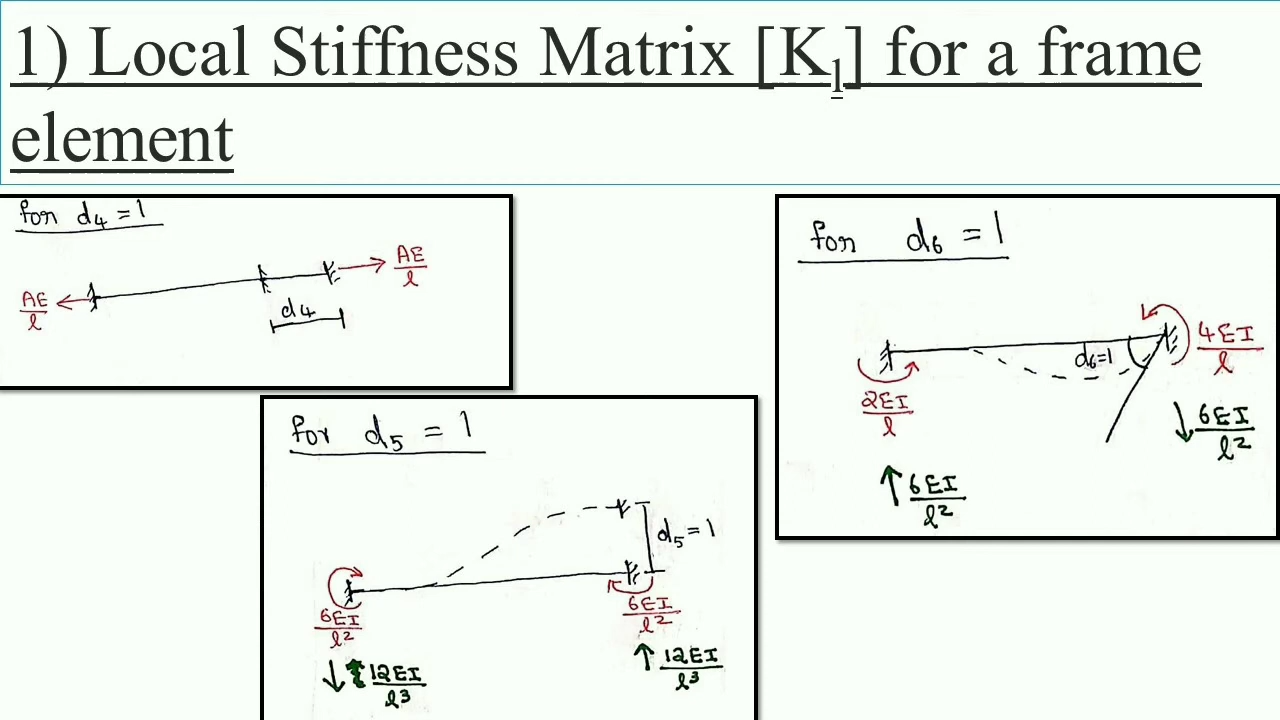 1) Local Stiffness Matrix [Kl] for a frame
element
for d4 = 1
AE/l
AE/l
d4
for d5 = 1
d5 = 1
6EI/l²
6EI/l²
12EI/l³
12EI/l³
for d6 = 1
d6=1
4EI/l
2EI/l
6EI/l²
6EI/l²